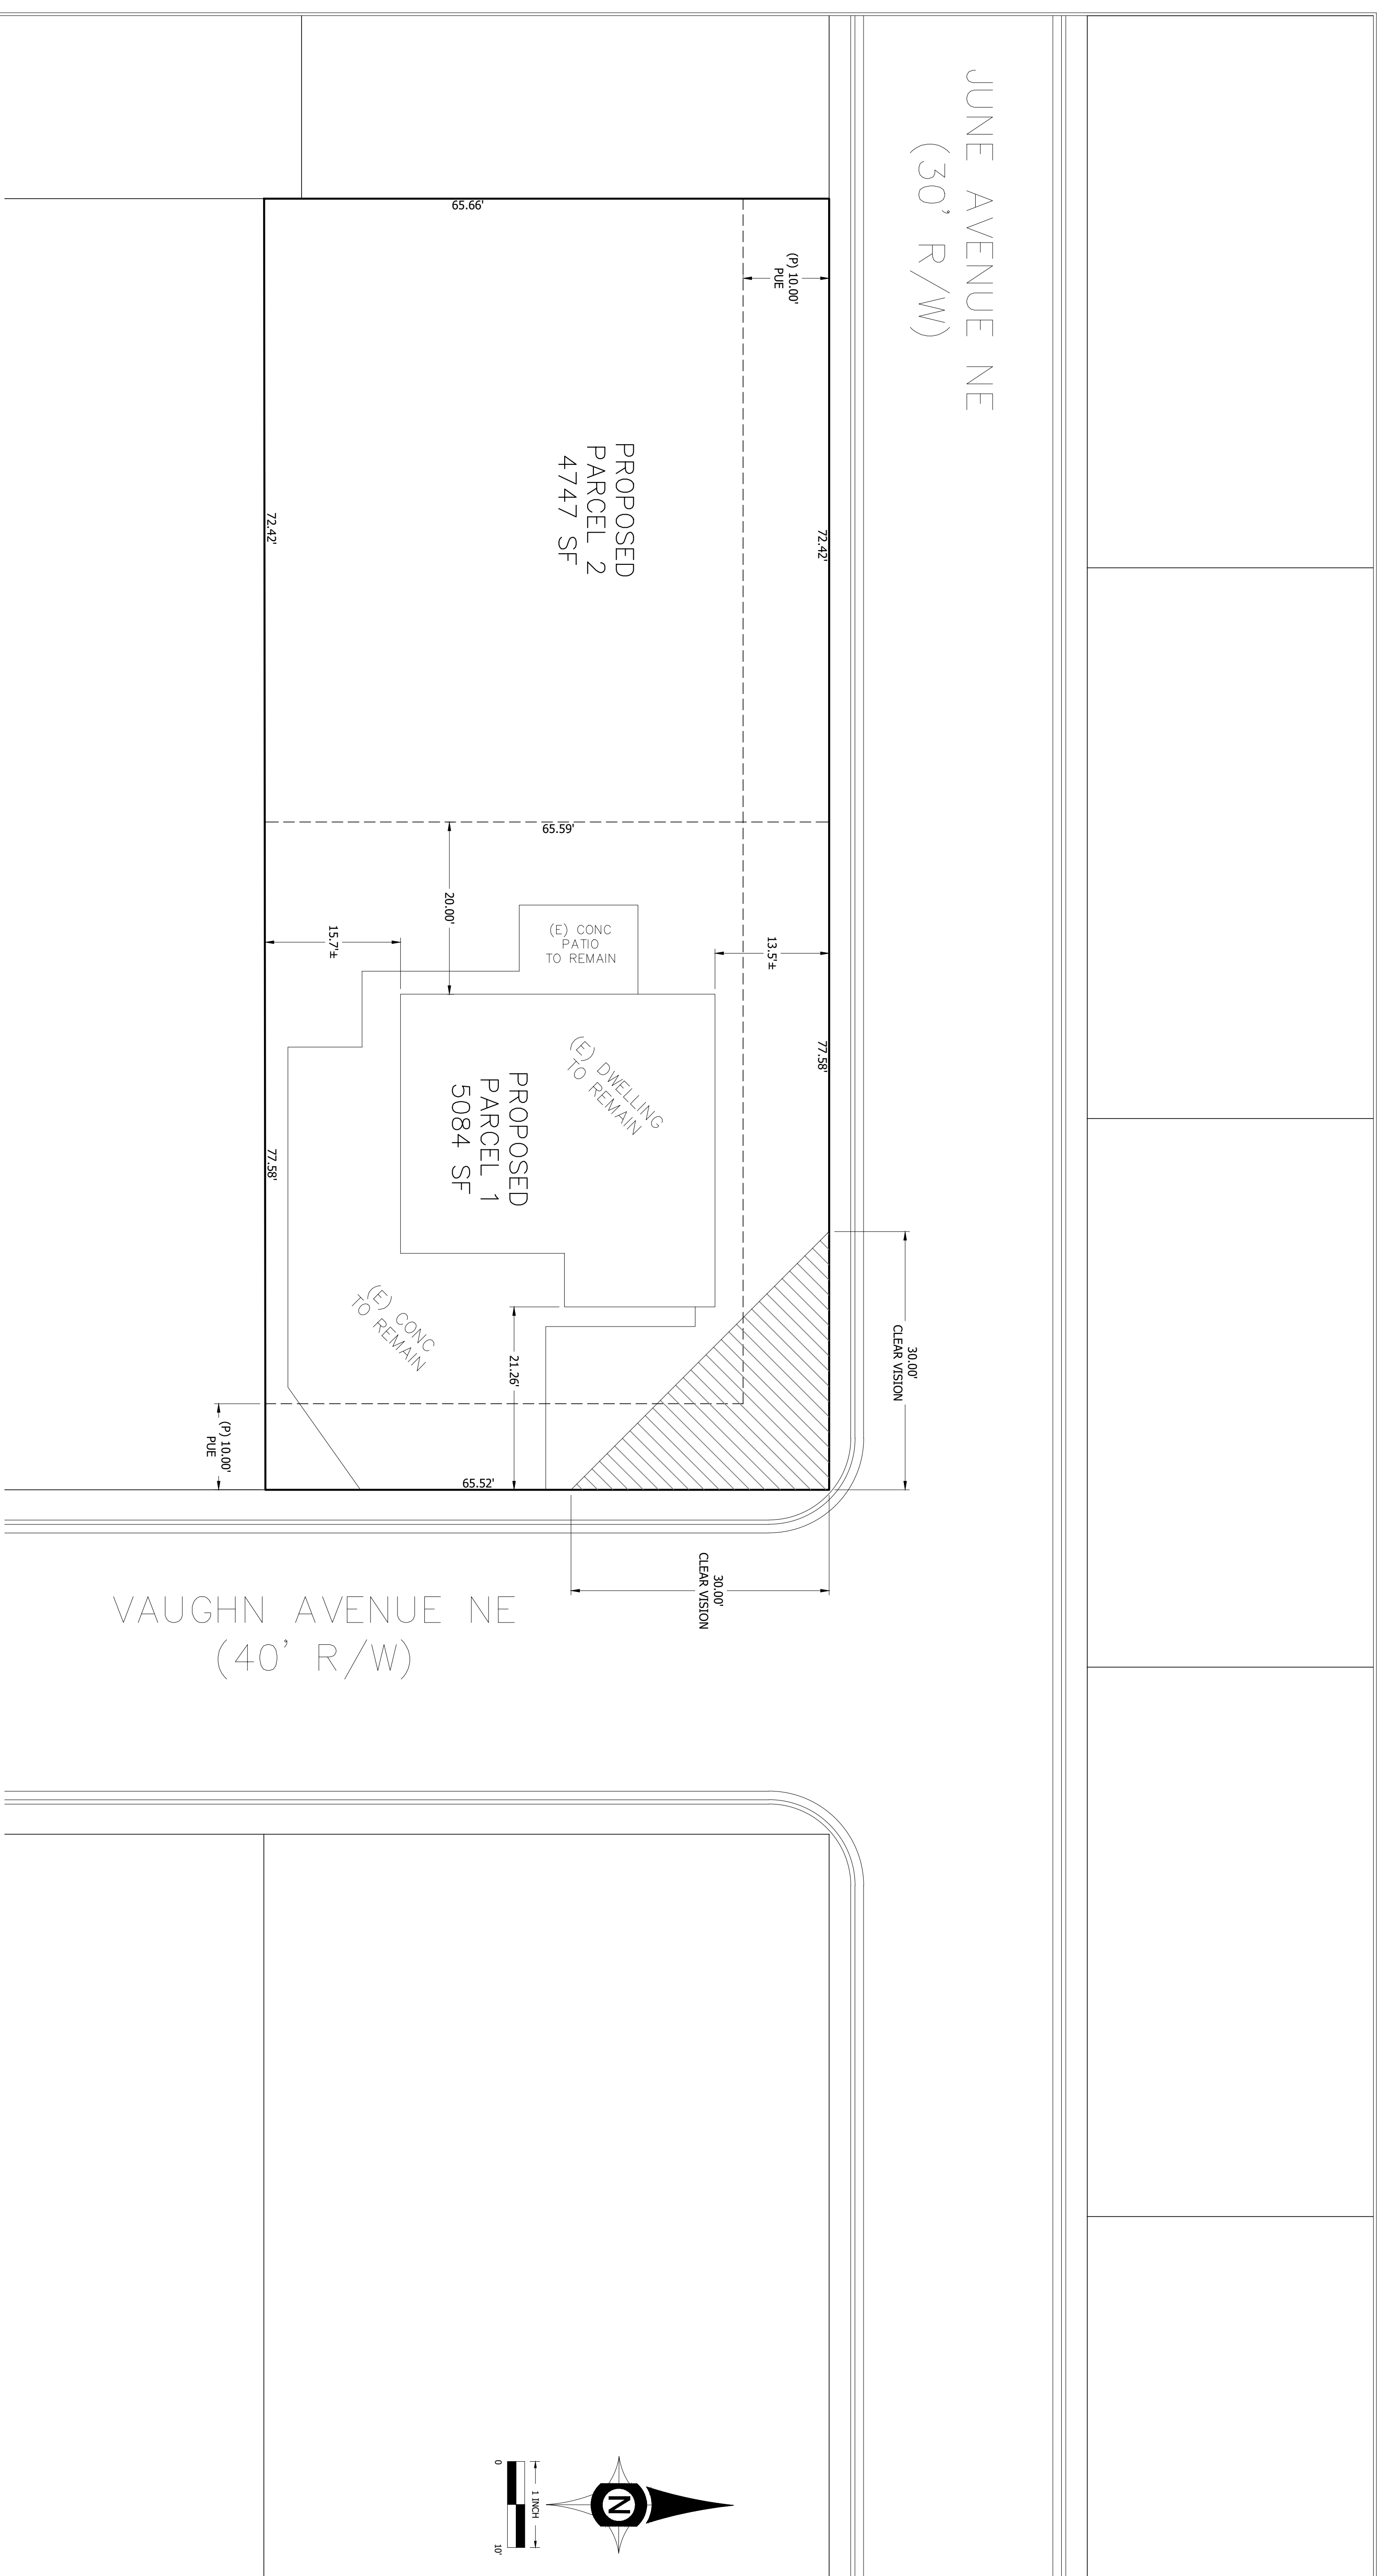 JUNE AVENUE NE
(30' R/W)
(P) 10.00'
PUE
65.66'
72.42'
PROPOSED
PARCEL 2
4747 SF
72.42'
65.59'
20.00'
15.7'±
13.5'±
(E) CONC
PATIO
TO REMAIN
77.58'
(E) DWELLING
TO REMAIN
PROPOSED
PARCEL 1
5084 SF
77.58'
(E) CONC
TO REMAIN
21.26'
30.00'
CLEAR VISION
(P) 10.00'
PUE
65.52'
30.00'
CLEAR VISION
VAUGHN AVENUE NE
(40' R/W)
N
1 INCH
0
10'